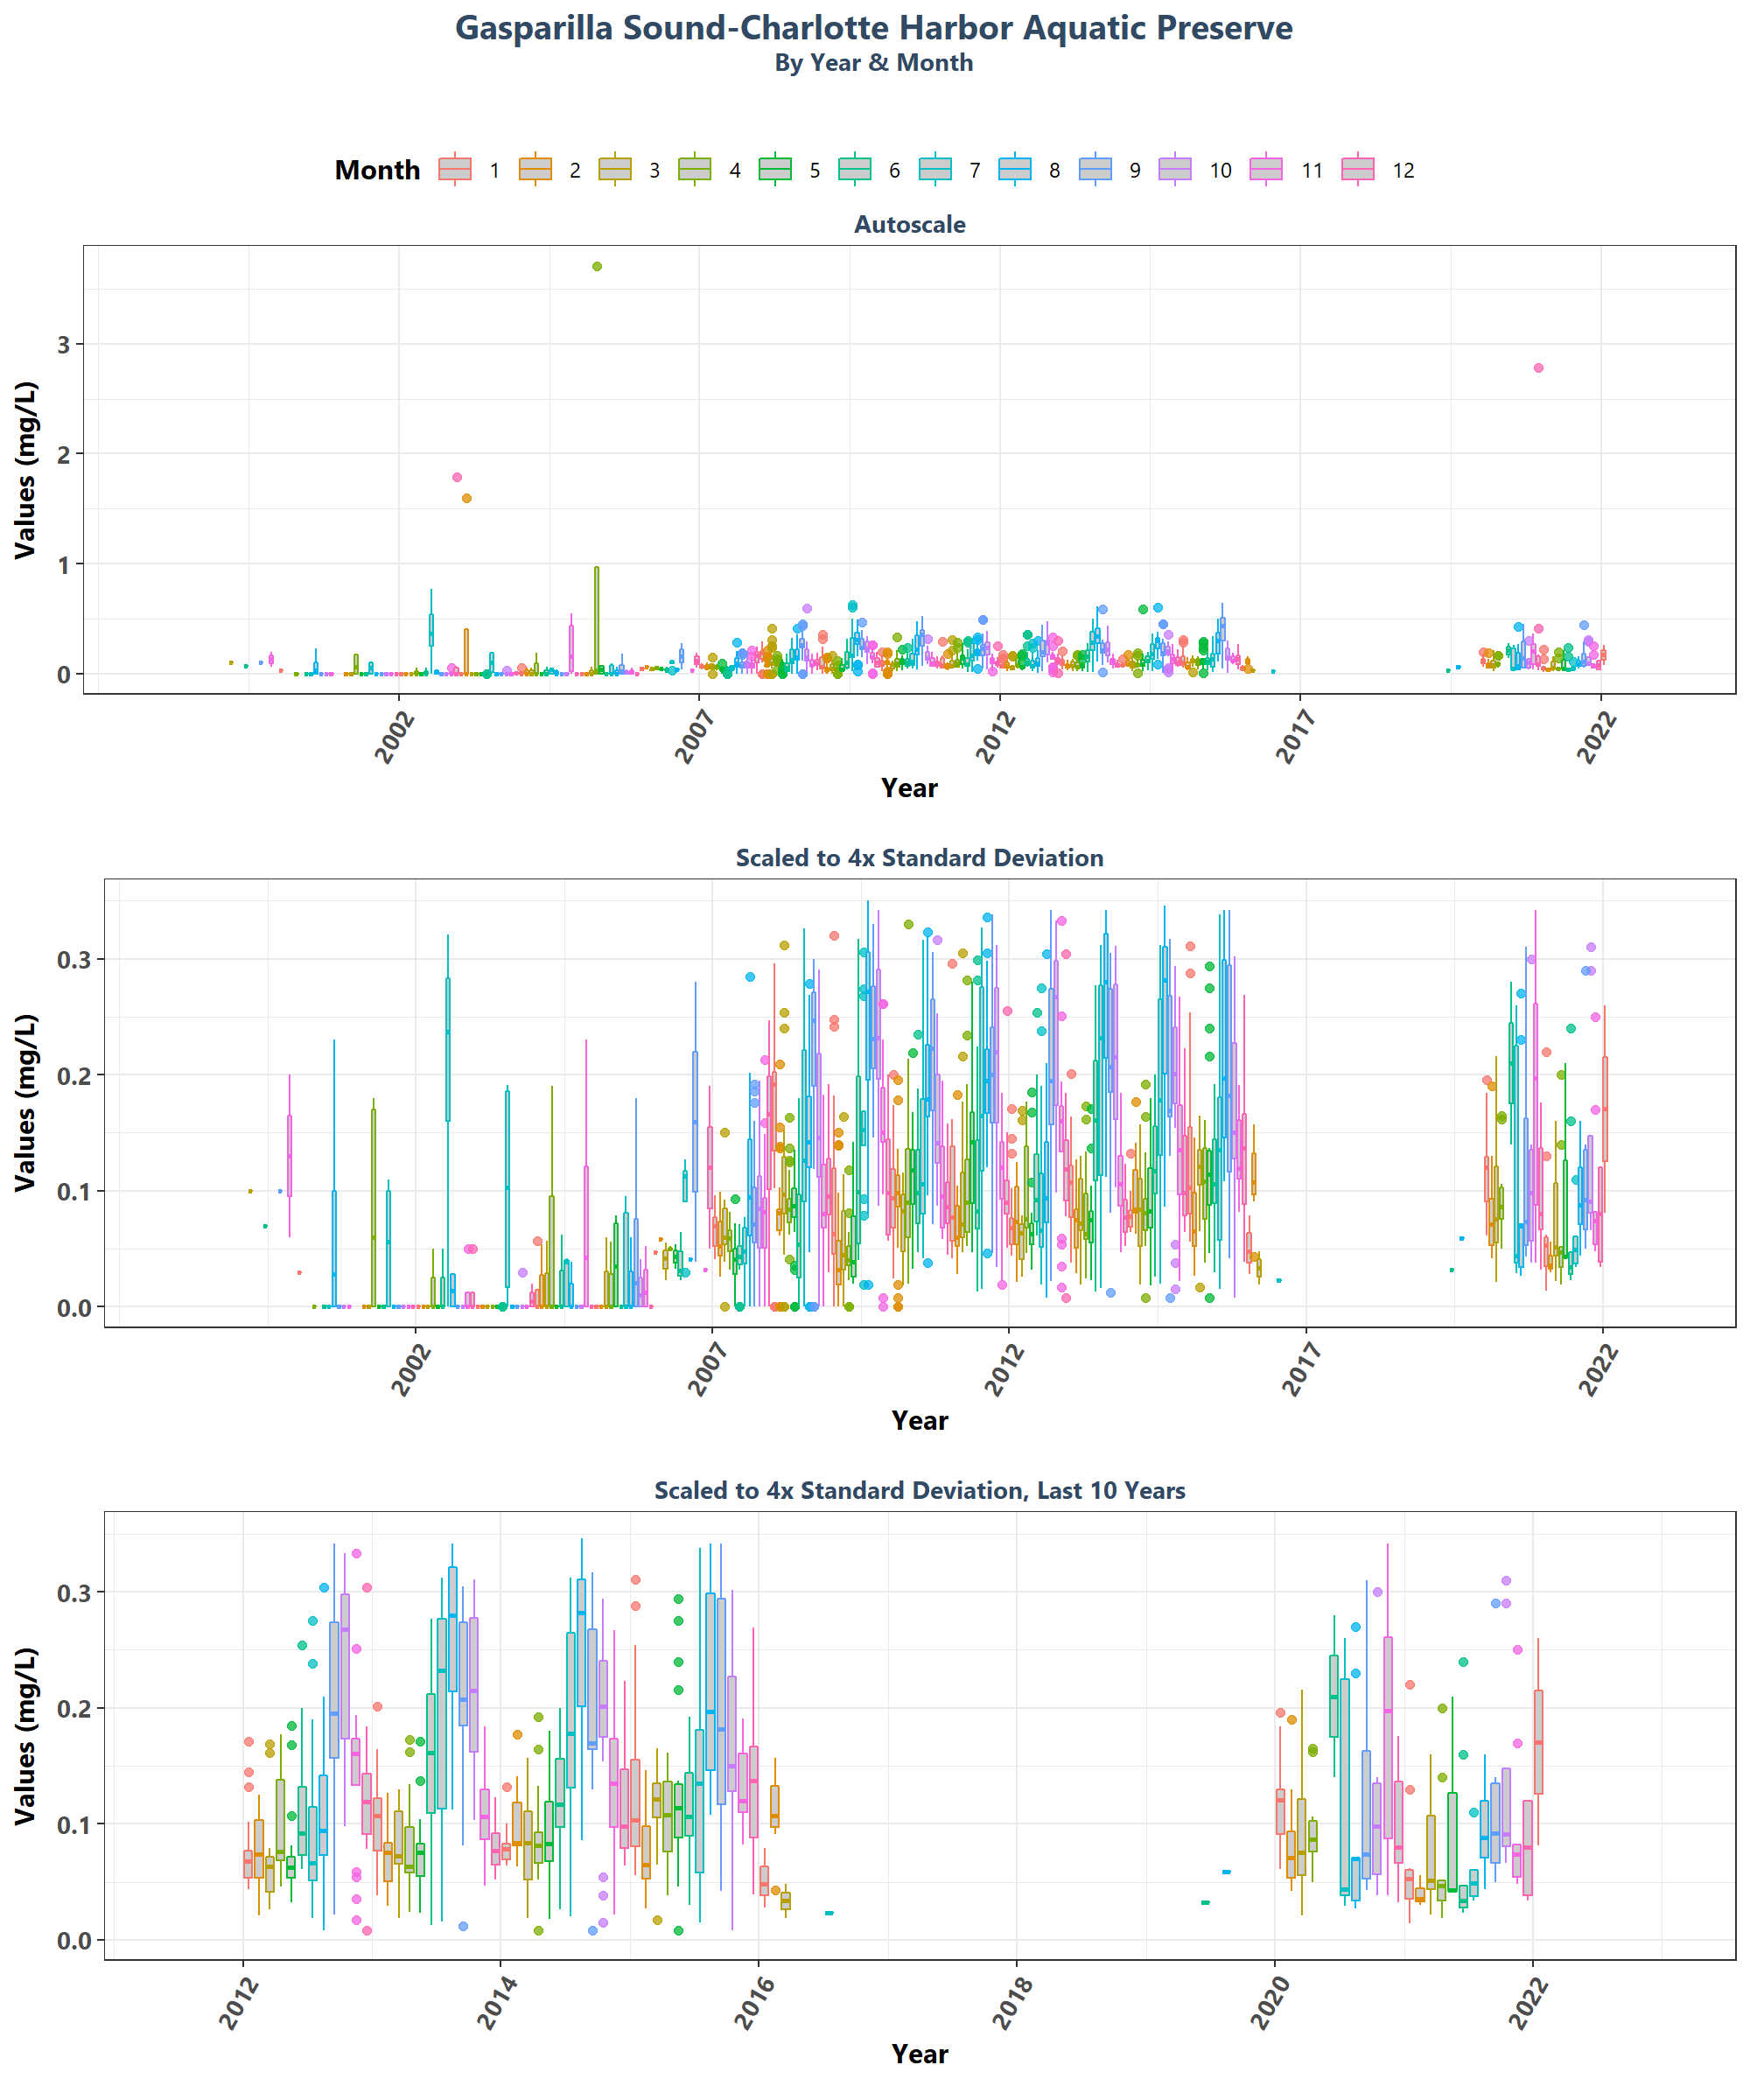 Gasparilla Sound-Charlotte Harbor Aquatic Preserve
By Year & Month
Month 1 2 3 4 5 6 7 8 9 10 11 12
Autoscale
Values (mg/L)
3
2
1
0
2002 2007 2012 2017 2022
Year
Scaled to 4x Standard Deviation
Values (mg/L)
0.3
0.2
0.1
0.0
2002 2007 2012 2017 2022
Year
Scaled to 4x Standard Deviation, Last 10 Years
Values (mg/L)
0.3
0.2
0.1
0.0
2012 2014 2016 2018 2020 2022
Year